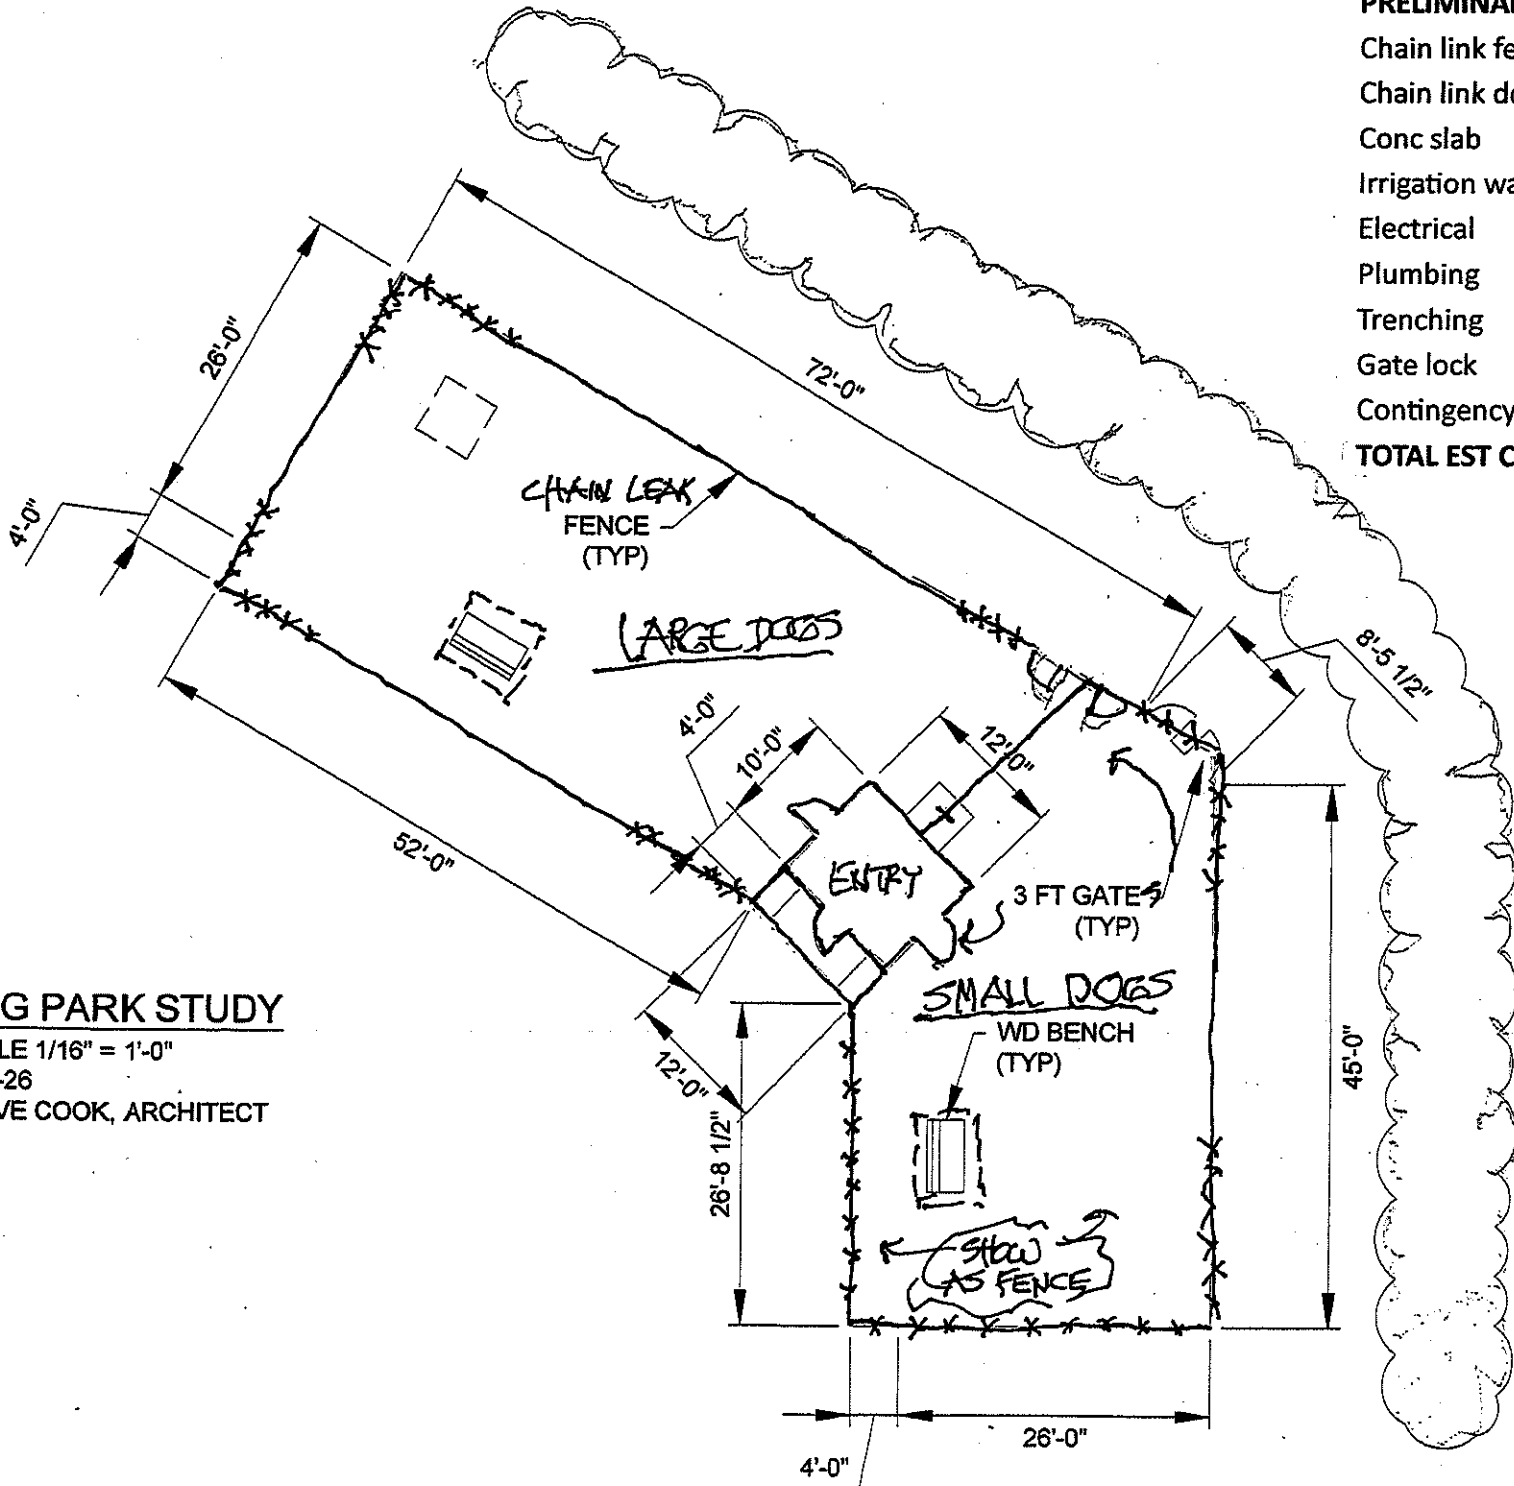 PRELIMINA
Chain link fe
Chain link d
Conc slab
Irrigation wa
Electrical
Plumbing
Trenching
Gate lock
Contingency
TOTAL EST C
26'-0"
72'-0"
4'-0"
CHAIN LEAK
FENCE
(TYP)
LARGE DOGS
8'-5 1/2"
4'-0"
10'-0"
12'-0"
52'-0"
ENTRY
3 FT GATES
(TYP)
SMALL DOGS
WD BENCH
(TYP)
G PARK STUDY
LE 1/16" = 1'-0"
-26
VE COOK, ARCHITECT
12'-0"
26'-8 1/2"
45'-0"
SHOW
AS FENCE
26'-0"
4'-0"